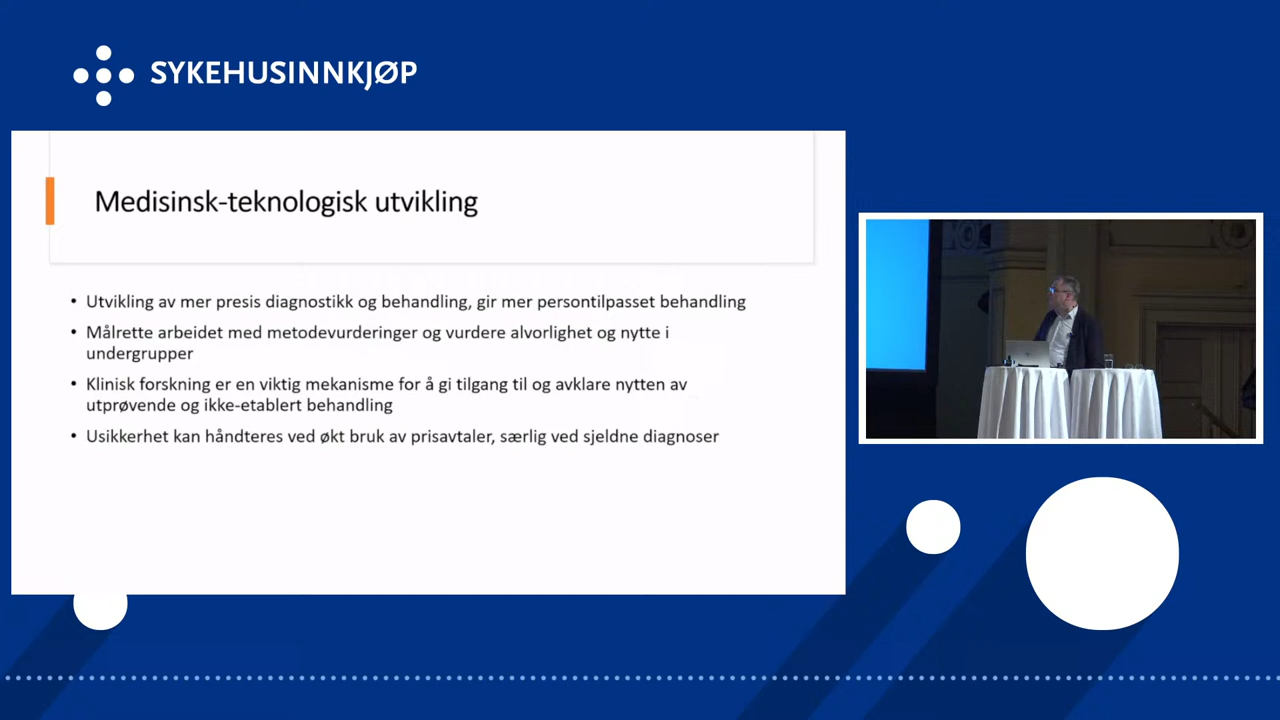 SYKEHUSINNKJØP
Medisinsk-teknologisk utvikling
• Utvikling av mer presis diagnostikk og behandling, gir mer persontilpasset behandling
• Målrette arbeidet med metodevurderinger og vurdere alvorlighet og nytte i
undergrupper
• Klinisk forskning er en viktig mekanisme for å gi tilgang til og avklare nytten av
utprøvende og ikke-etablert behandling
• Usikkerhet kan håndteres ved økt bruk av prisavtaler, særlig ved sjeldne diagnoser